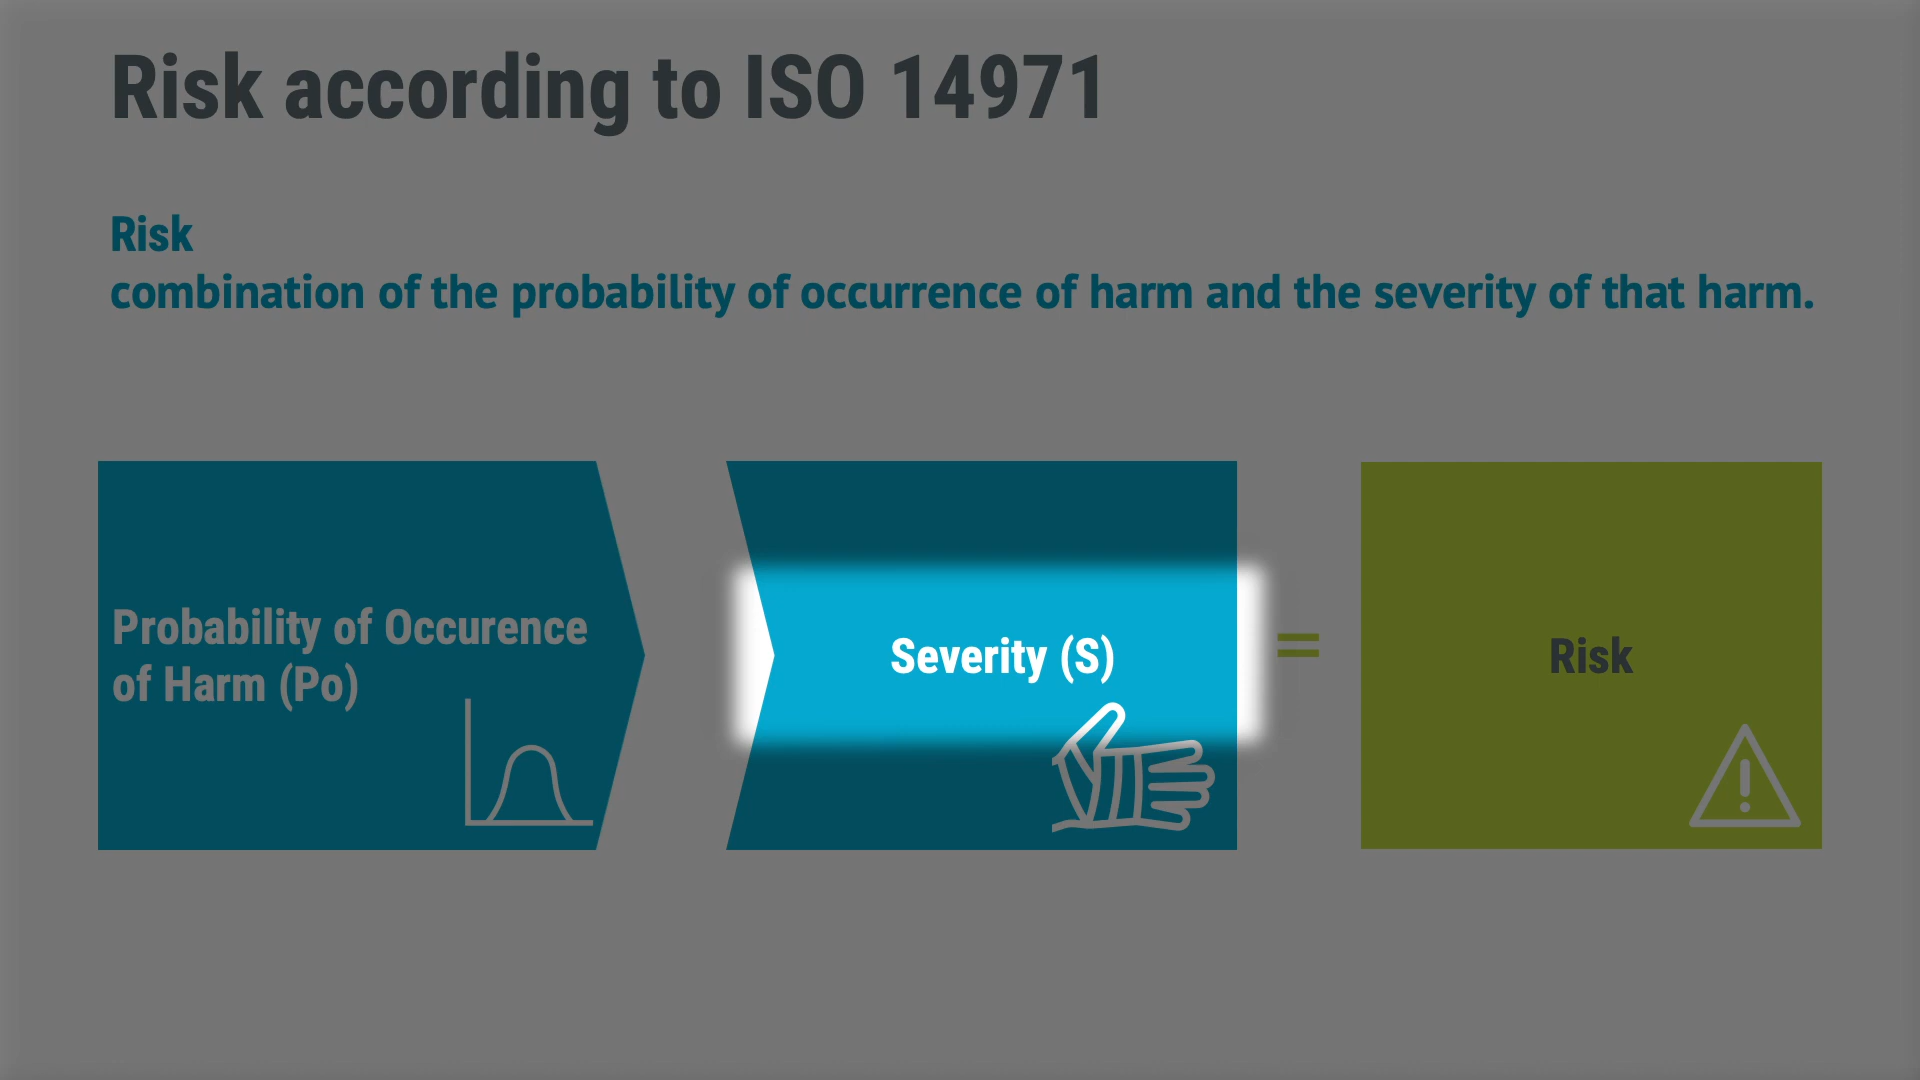 Risk according to ISO 14971
Risk
combination of the probability of occurrence of harm and the severity of that harm.
Probability of Occurence
of Harm (Po)
Severity (S)
=
Risk